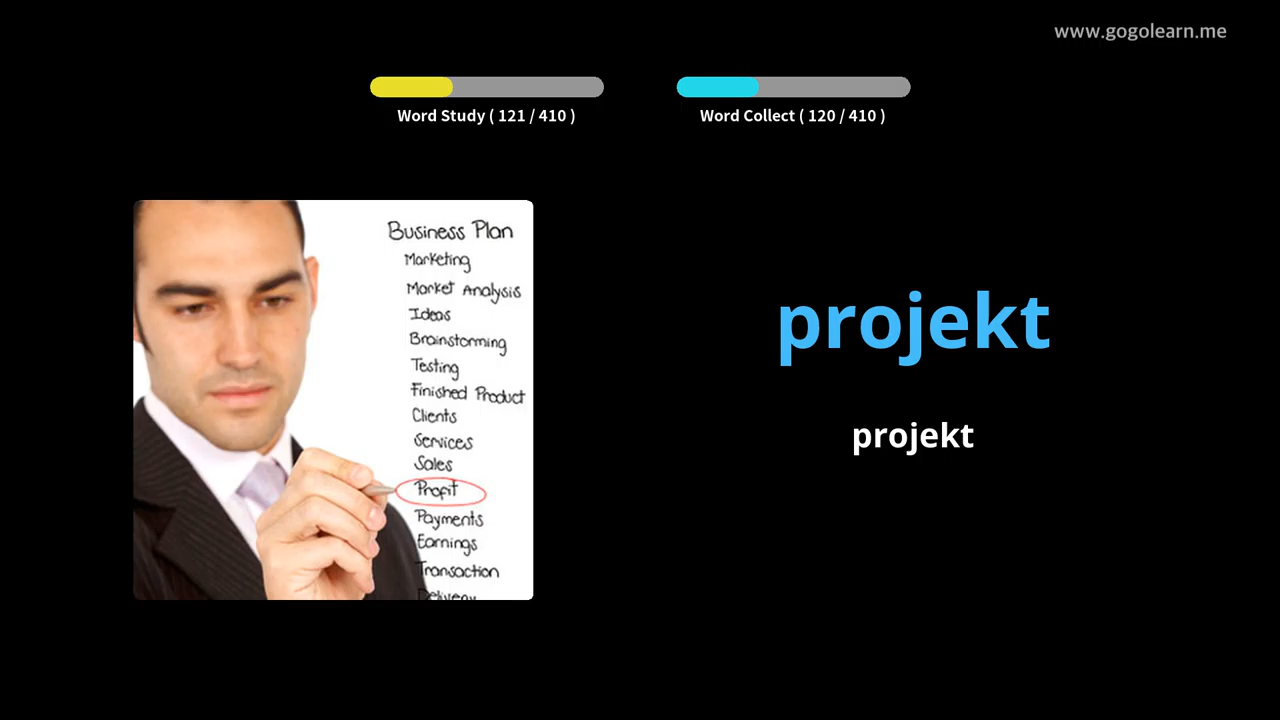 www.gogolearn.me
Word Study ( 121 / 410 )
Word Collect ( 120 / 410 )
Business Plan
Marketing
Market Analysis
Ideas
Brainstorming
Testing
Finished Product
Clients
Services
Sales
Profit
Payments
Earnings
Transaction
Delivery
projekt
projekt